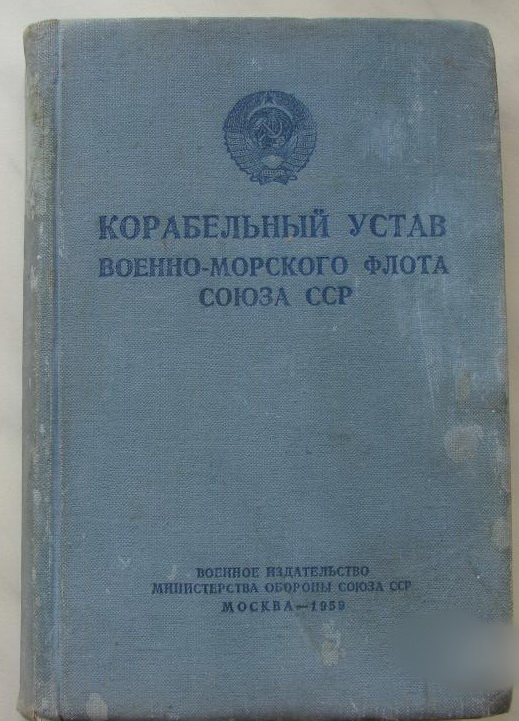 КОРАБЕЛЬНЫЙ УСТАВ
ВОЕННО-МОРСКОГО ФЛОТА
СОЮЗА ССР
ВОЕННОЕ ИЗДАТЕЛЬСТВО
МИНИСТЕРСТВА ОБОРОНЫ СОЮЗА ССР
МОСКВА—1959